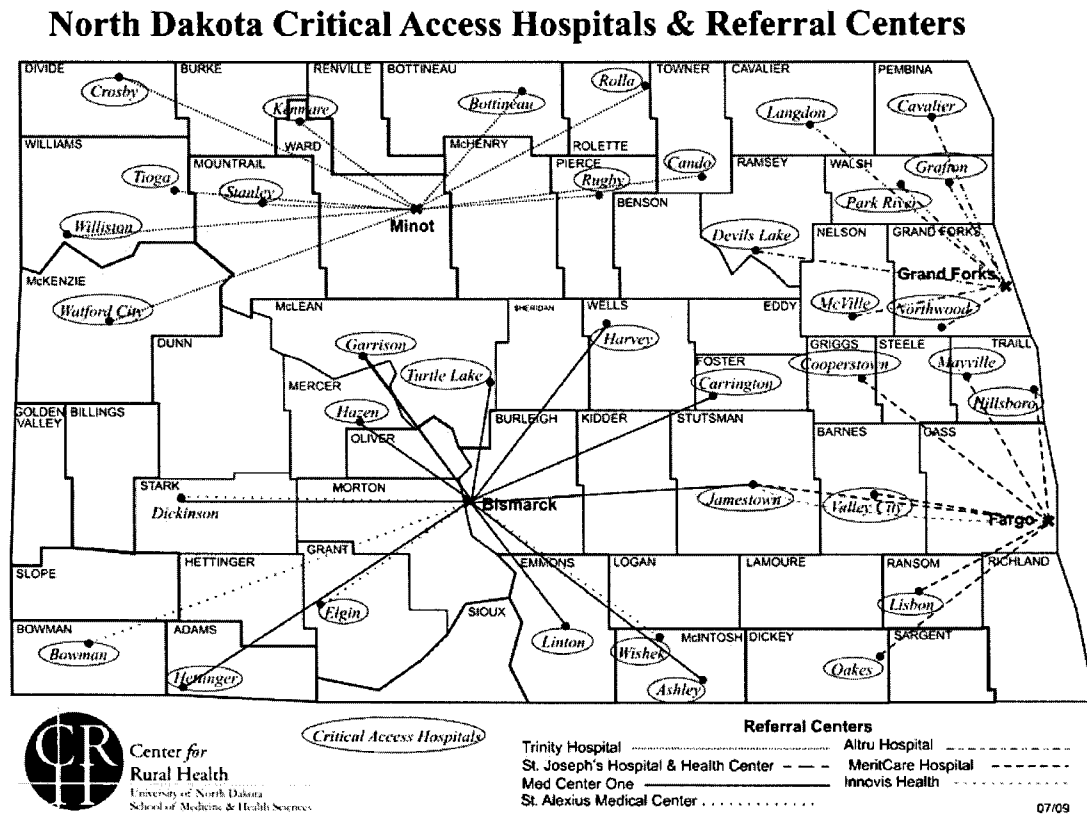 North Dakota Critical Access Hospitals & Referral Centers
DIVIDE BURKE RENVILLE BOTTINEAU TOWNER CAVALIER PEMBINA
Crosby Kenmare Bottineau Rolla Langdon Cavalier
WILLIAMS WARD McHENRY ROLETTE
MOUNTRAIL PIERCE RAMSEY WALSH
Tioga Stanley Rugby Cando Grafton
BENSON Park River
Williston Minot Devils Lake NELSON GRAND FORKS
McKENZIE Grand Forks
Watford City McLEAN SHERIDAN WELLS EDDY McVille Northwood
DUNN Garrison Harvey GRIGGS STEELE TRAILL
MERCER Turtle Lake FOSTER Cooperstown Mayville
Carrington
Hazen Hillsboro
GOLDEN VALLEY BILLINGS OLIVER BURLEIGH KIDDER STUTSMAN BARNES CASS
STARK MORTON
Dickinson Bismarck Jamestown Valley City Fargo
SLOPE HETTINGER GRANT EMMONS LOGAN LAMOURE RANSOM RICHLAND
Elgin SIOUX Lisbon
BOWMAN ADAMS Linton McINTOSH DICKEY SARGENT
Bowman Wishek
Hettinger Ashley Oakes
Critical Access Hospitals
Referral Centers
Trinity Hospital Altru Hospital
St. Joseph's Hospital & Health Center MeritCare Hospital
Med Center One Innovis Health
St. Alexius Medical Center
CRH
Center for
Rural Health
University of North Dakota
School of Medicine & Health Sciences
07/09